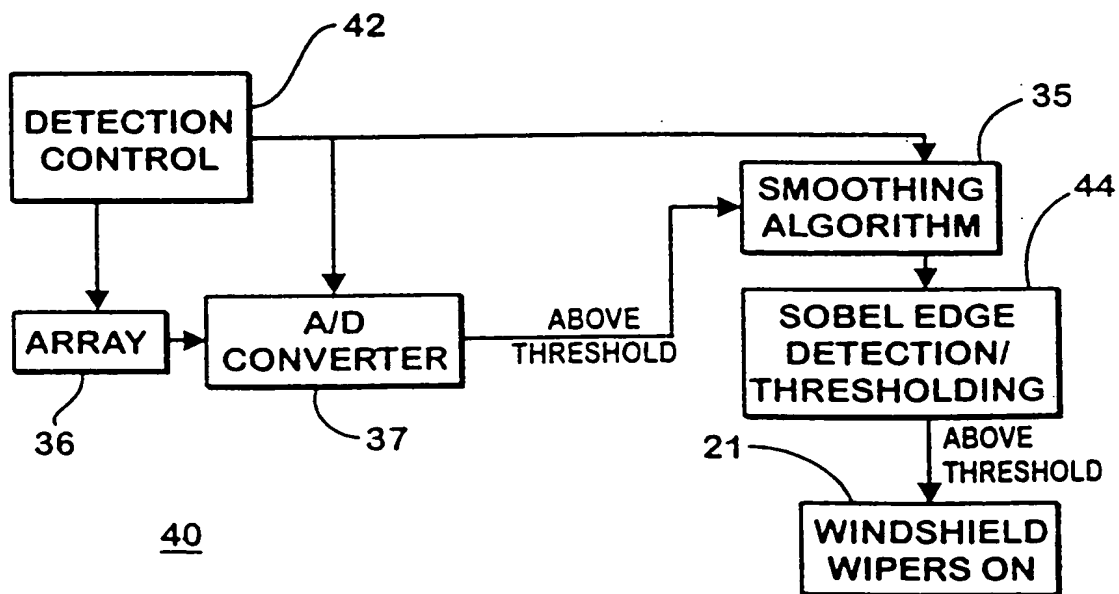 42
DETECTION
CONTROL
35
SMOOTHING
ALGORITHM
44
ARRAY
36
A/D
CONVERTER
37
ABOVE
THRESHOLD
SOBEL EDGE
DETECTION/
THRESHOLDING
ABOVE
THRESHOLD
21
WINDSHIELD
WIPERS ON
40